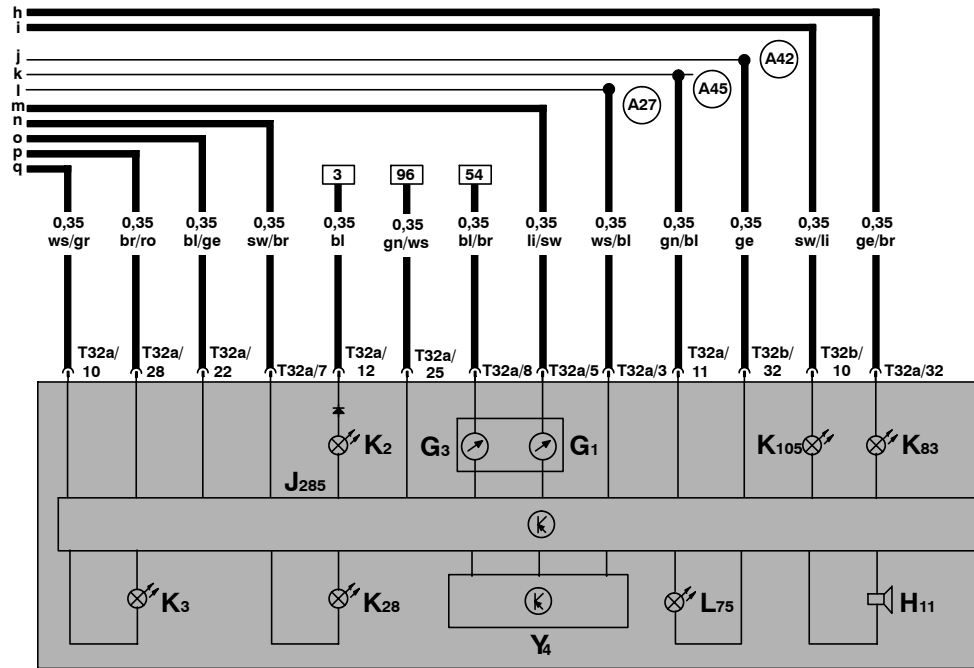 h
i
j
k
l
m
n
o
p
q
A42
A45
A27
3 96 54
0,35 0,35 0,35 0,35 0,35 0,35 0,35 0,35 0,35 0,35 0,35 0,35 0,35
ws/gr br/ro bl/ge sw/br bl gn/ws bl/br li/sw ws/bl gn/bl ge sw/li ge/br
T32a/ T32a/ T32a/ T32a/7 T32a/ T32a/ T32a/8 T32a/5 T32a/3 T32a/ T32b/ T32b/ T32a/32
10 28 22 12 25 11 32 10
K2 G3 G1 K105 K83
J285
K3 K28 L75 H11
Y4